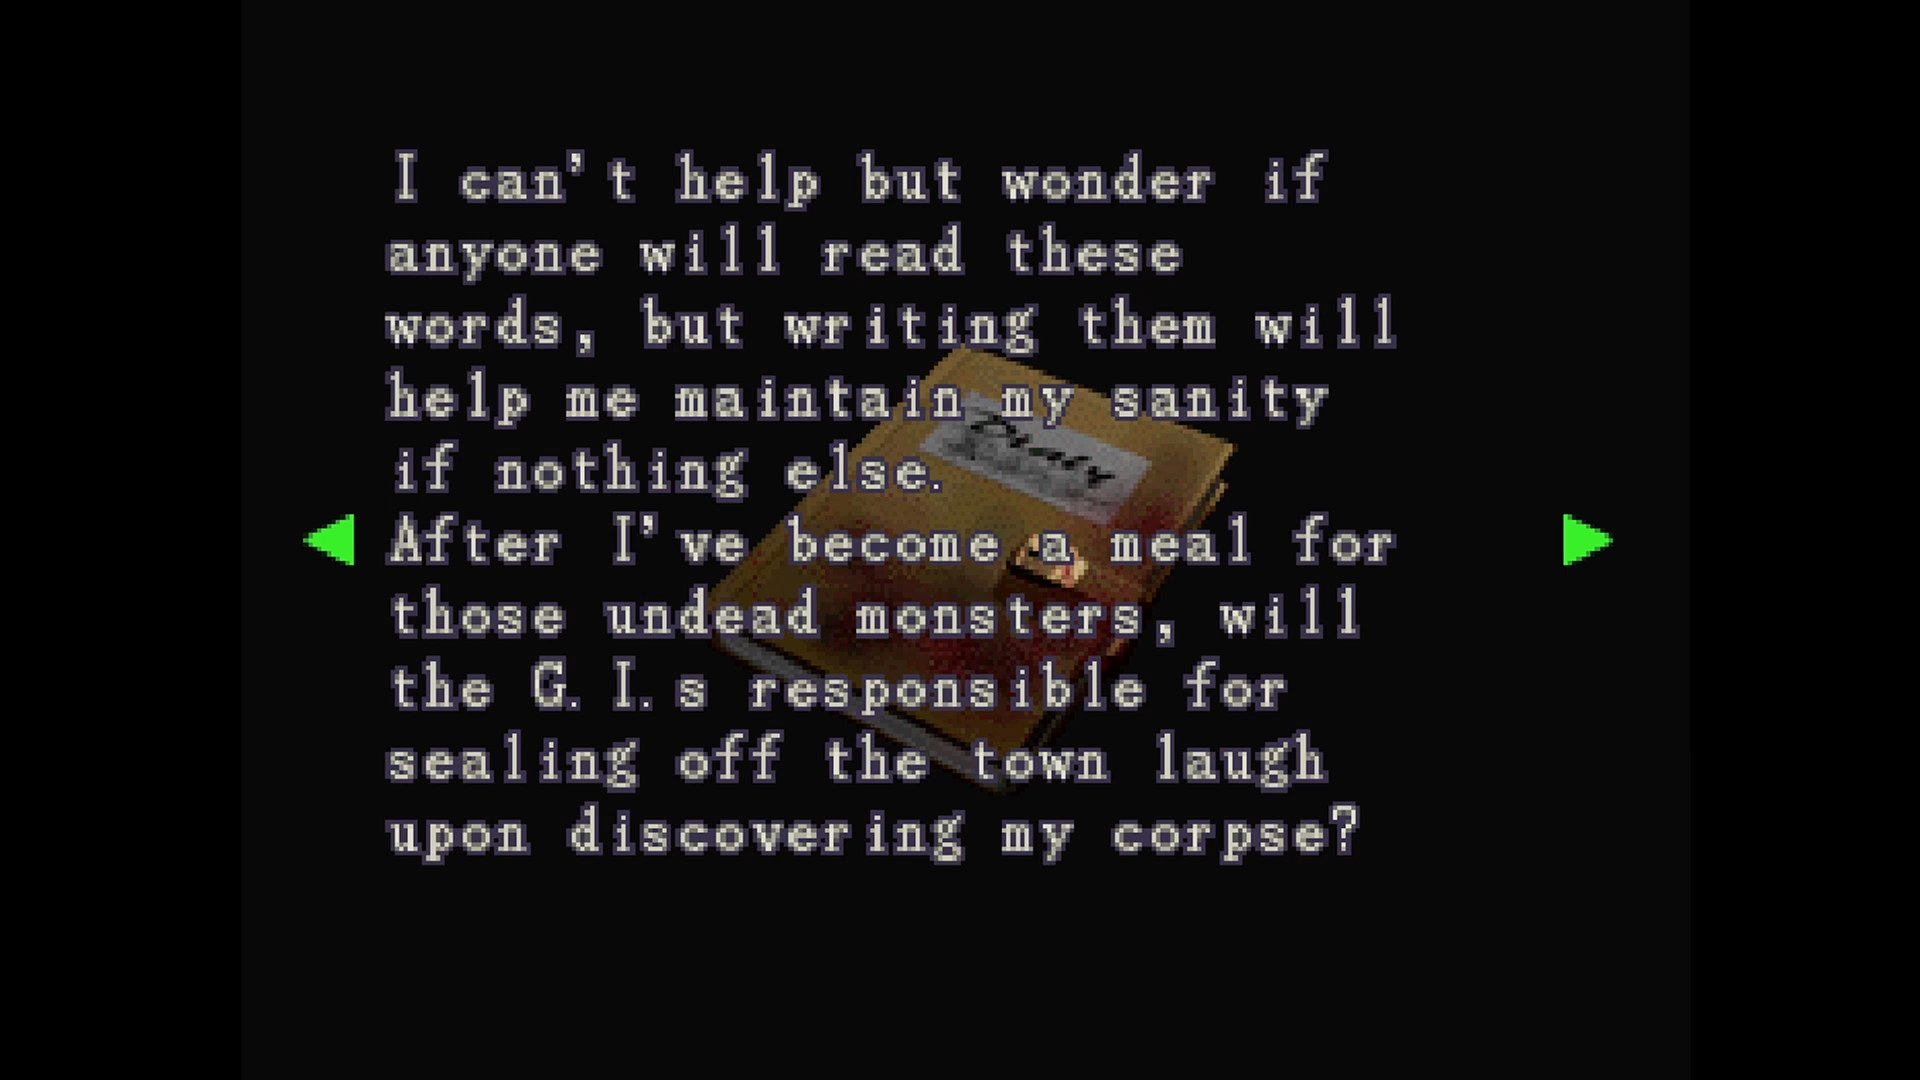 I can't help but wonder if
anyone will read these
words, but writing them will
help me maintain my sanity
if nothing else.
After I've become a meal for
those undead monsters, will
the G.I.s responsible for
sealing off the town laugh
upon discovering my corpse?
Diary